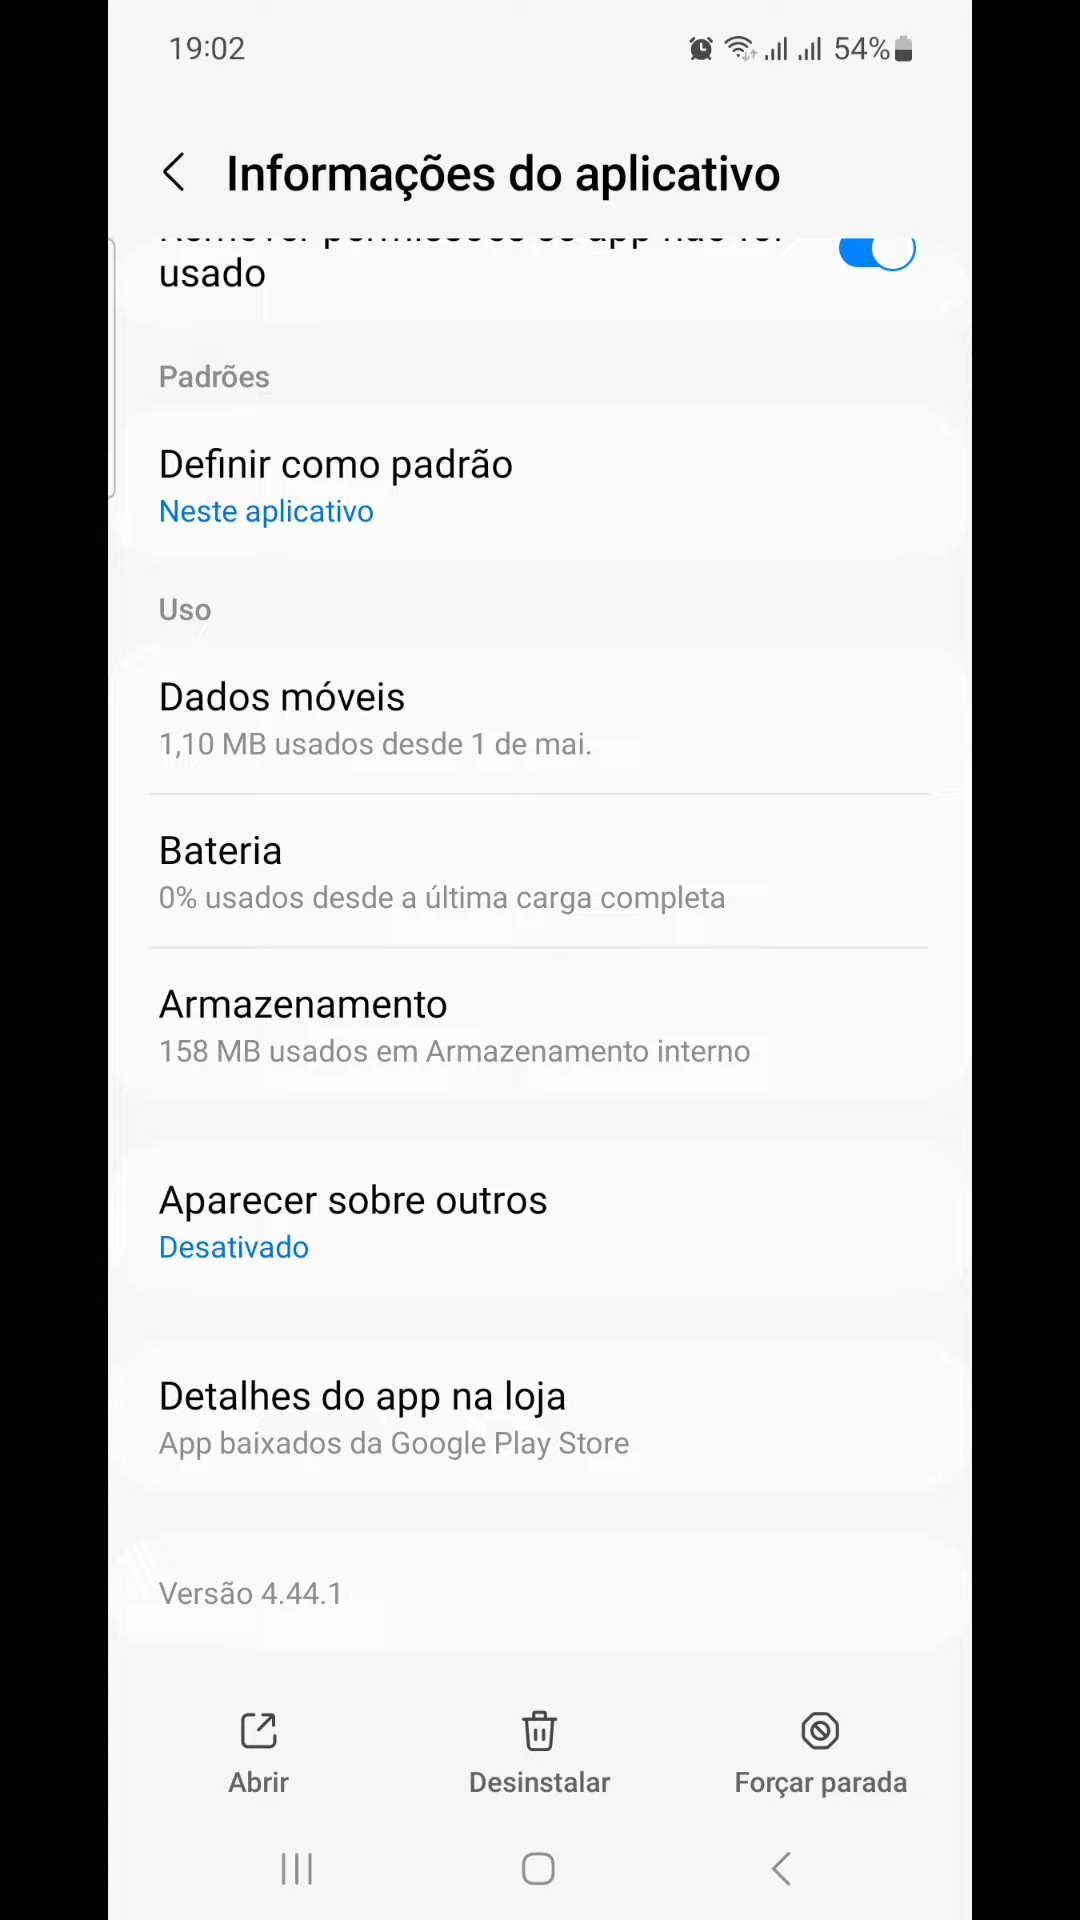 19:02
54%
Informações do aplicativo
usado
Padrões
Definir como padrão
Neste aplicativo
Uso
Dados móveis
1,10 MB usados desde 1 de mai.
Bateria
0% usados desde a última carga completa
Armazenamento
158 MB usados em Armazenamento interno
Aparecer sobre outros
Desativado
Detalhes do app na loja
App baixados da Google Play Store
Versão 4.44.1
Abrir
Desinstalar
Forçar parada